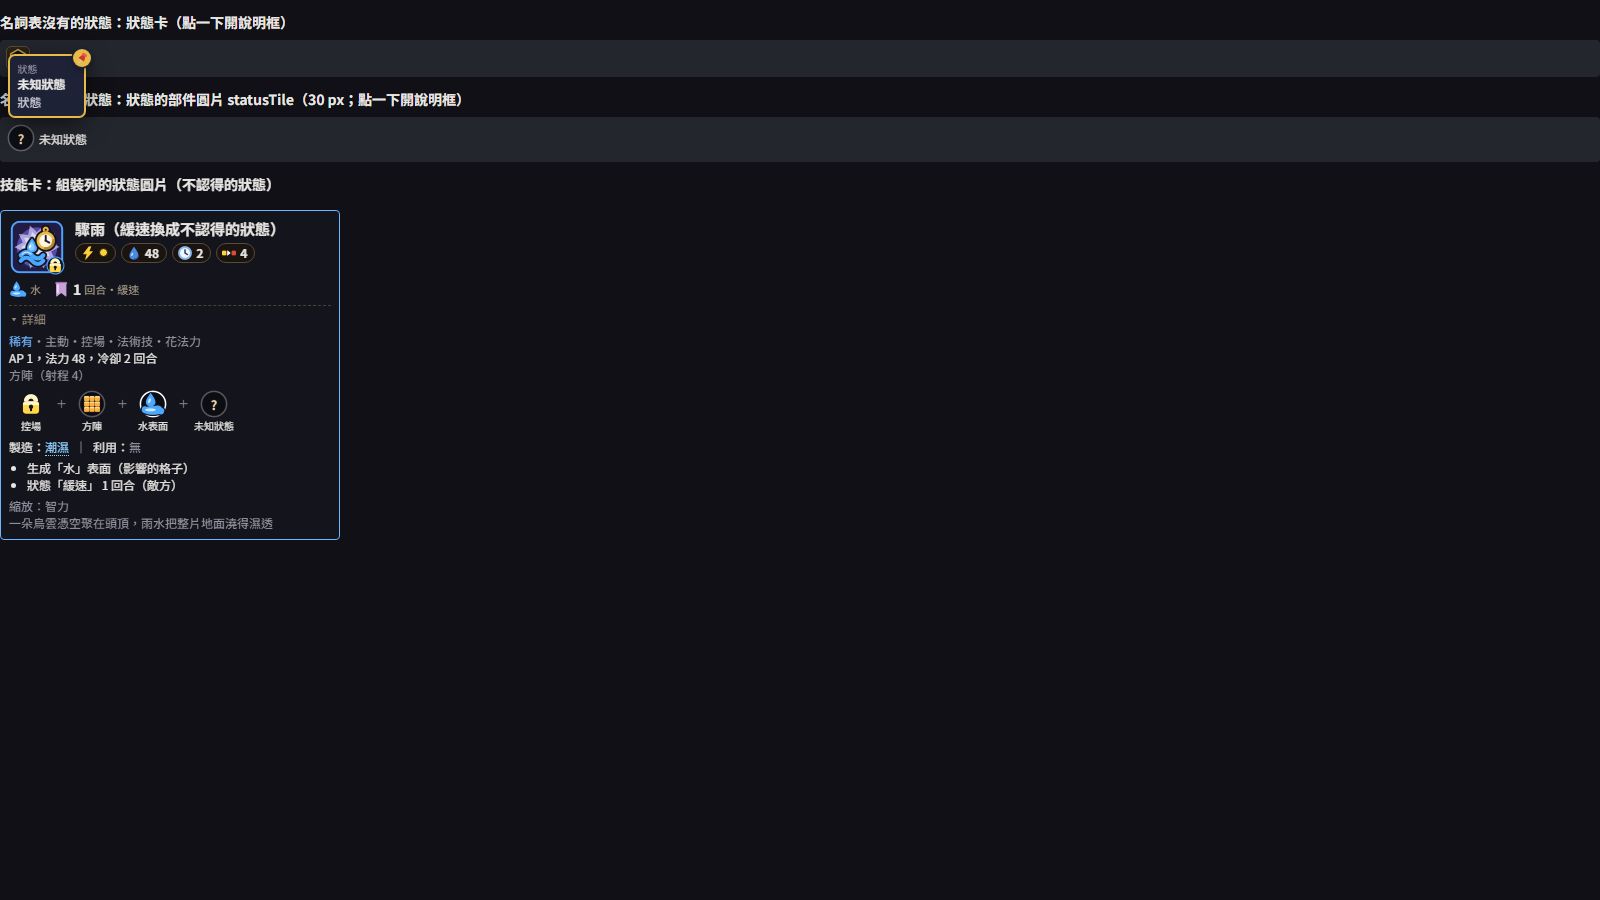 名詞表沒有的狀態：狀態卡（點一下開說明框）
狀態
未知狀態
狀態
名
狀態：狀態的部件圓片 statusTile（30 px；點一下開說明框）
? 未知狀態
技能卡：組裝列的狀態圓片（不認得的狀態）
驟雨（緩速換成不認得的狀態）
48 2 4
水 1 回合・緩速
詳細
稀有・主動・控場・法術技・花法力
AP 1，法力 48，冷卻 2 回合
方陣（射程 4）
+ + + ?
控場 方陣 水表面 未知狀態
製造：潮濕 ｜ 利用：無
• 生成「水」表面（影響的格子）
• 狀態「緩速」 1 回合（敵方）
縮放：智力
一朵烏雲憑空聚在頭頂，雨水把整片地面澆得濕透